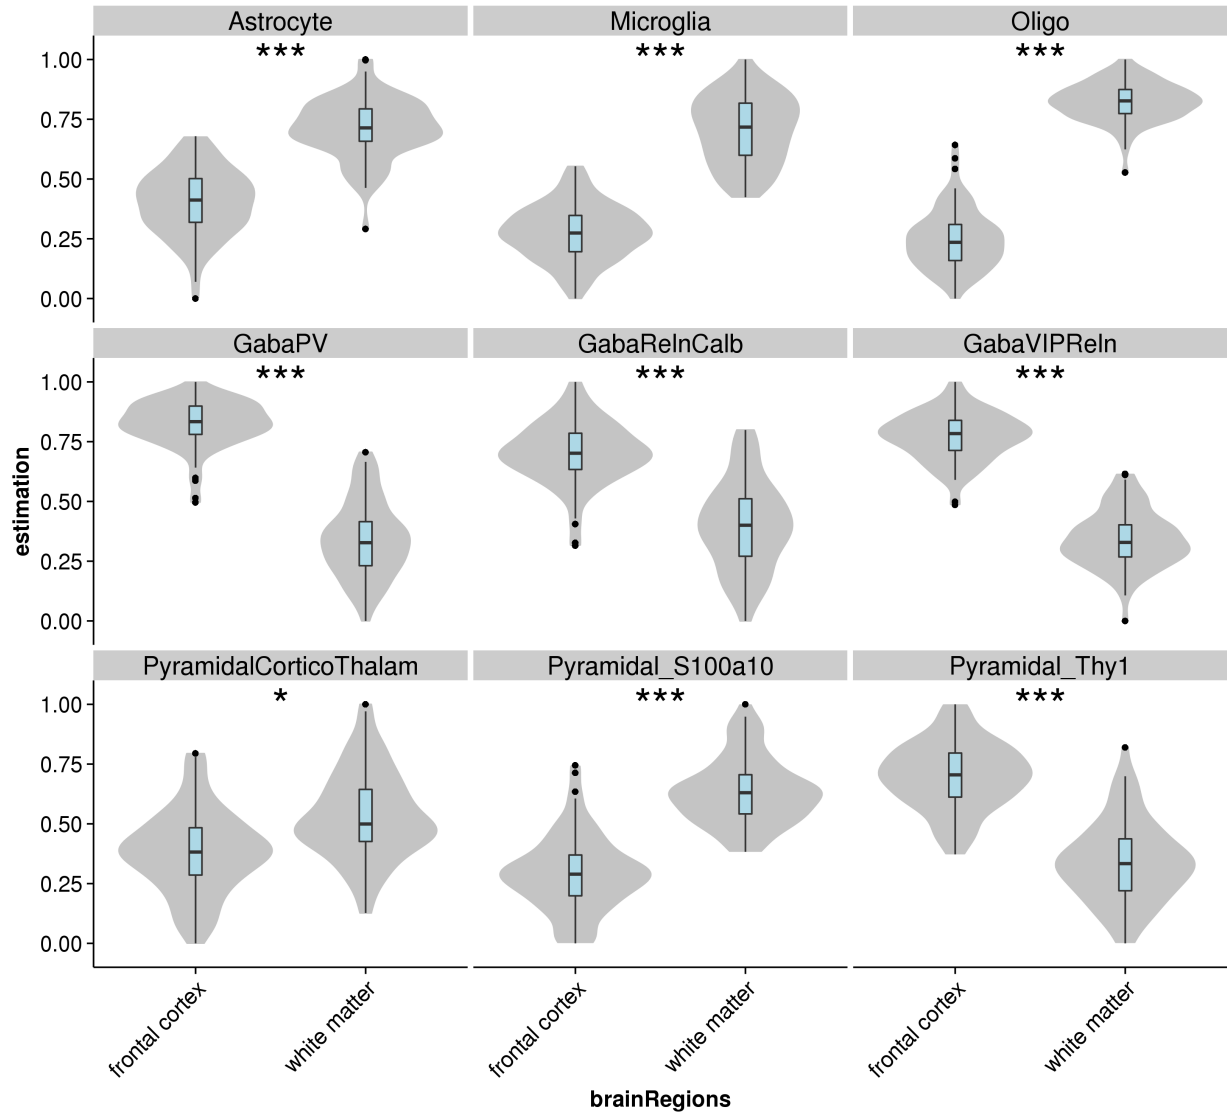 Astrocyte Microglia Oligo
*** *** ***
1.00
0.75
0.50
0.25
0.00
GabaPV GabaRelnCalb GabaVIPReln
*** *** ***
1.00
0.75
0.50
0.25
0.00
estimation
PyramidalCorticoThalam Pyramidal_S100a10 Pyramidal_Thy1
* *** ***
1.00
0.75
0.50
0.25
0.00
frontal cortex white matter frontal cortex white matter frontal cortex white matter
brainRegions